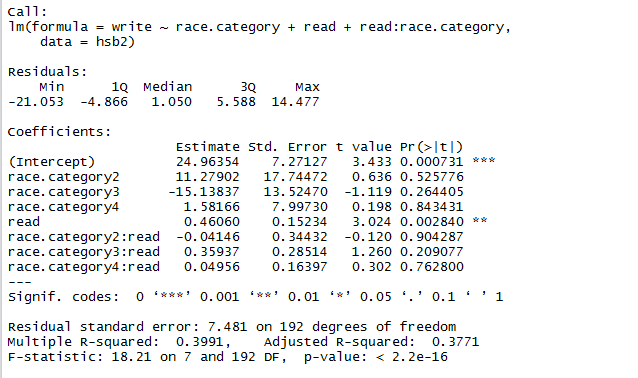 Call:
lm(formula = write ~ race.category + read + read:race.category,
    data = hsb2)
Residuals:
    Min      1Q  Median      3Q     Max
-21.053  -4.866   1.050   5.588  14.477
Coefficients:
                    Estimate Std. Error t value Pr(>|t|)
(Intercept)         24.96354    7.27127   3.433 0.000731 ***
race.category2      11.27902   17.74472   0.636 0.525776
race.category3     -15.13837   13.52470  -1.119 0.264405
race.category4       1.58166    7.99730   0.198 0.843431
read                 0.46060    0.15234   3.024 0.002840 **
race.category2:read -0.04146    0.34432  -0.120 0.904287
race.category3:read  0.35937    0.28514   1.260 0.209077
race.category4:read  0.04956    0.16397   0.302 0.762800
---
Signif. codes:  0 ‘***’ 0.001 ‘**’ 0.01 ‘*’ 0.05 ‘.’ 0.1 ‘ ’ 1
Residual standard error: 7.481 on 192 degrees of freedom
Multiple R-squared:  0.3991,    Adjusted R-squared:  0.3771
F-statistic: 18.21 on 7 and 192 DF,  p-value: < 2.2e-16